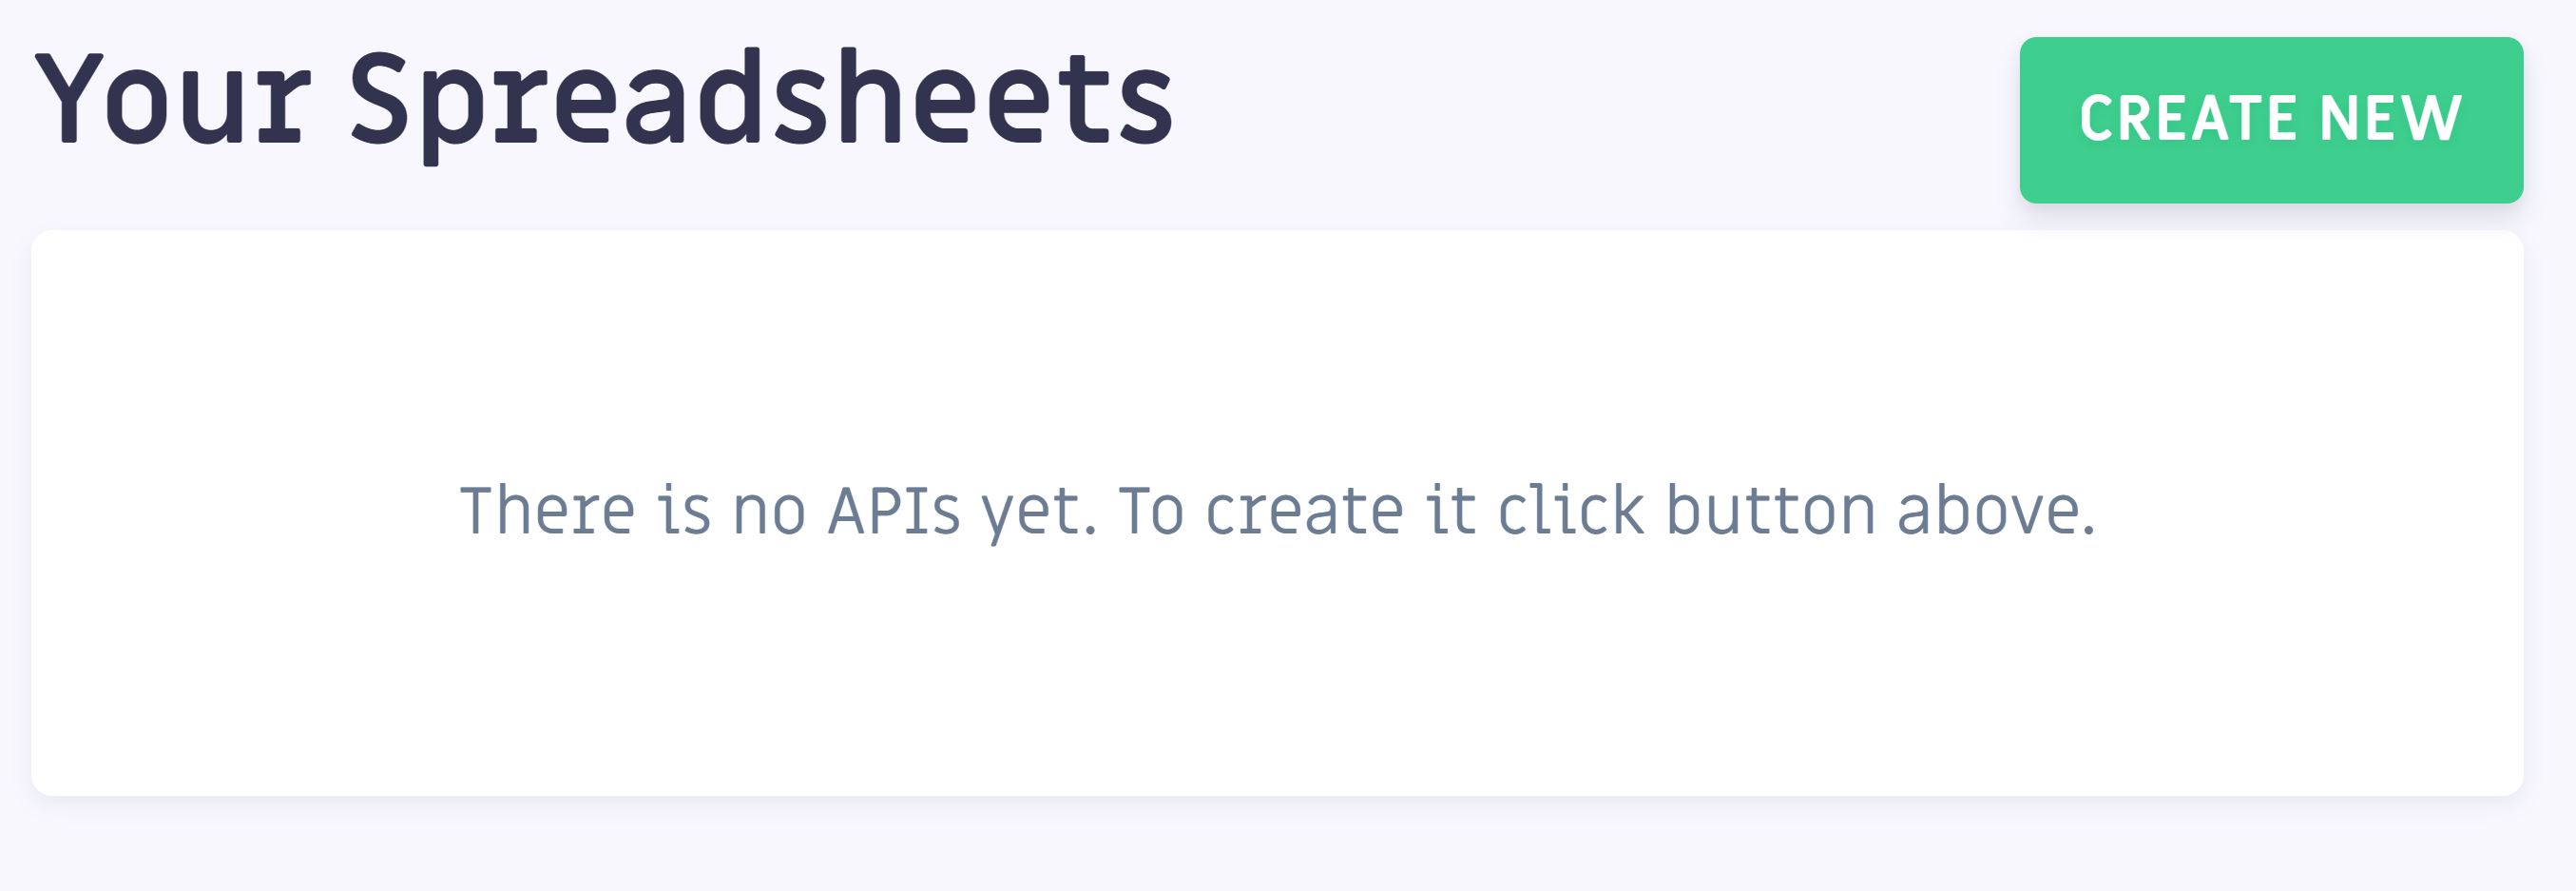 Your Spreadsheets
CREATE NEW
There is no APIs yet. To create it click button above.